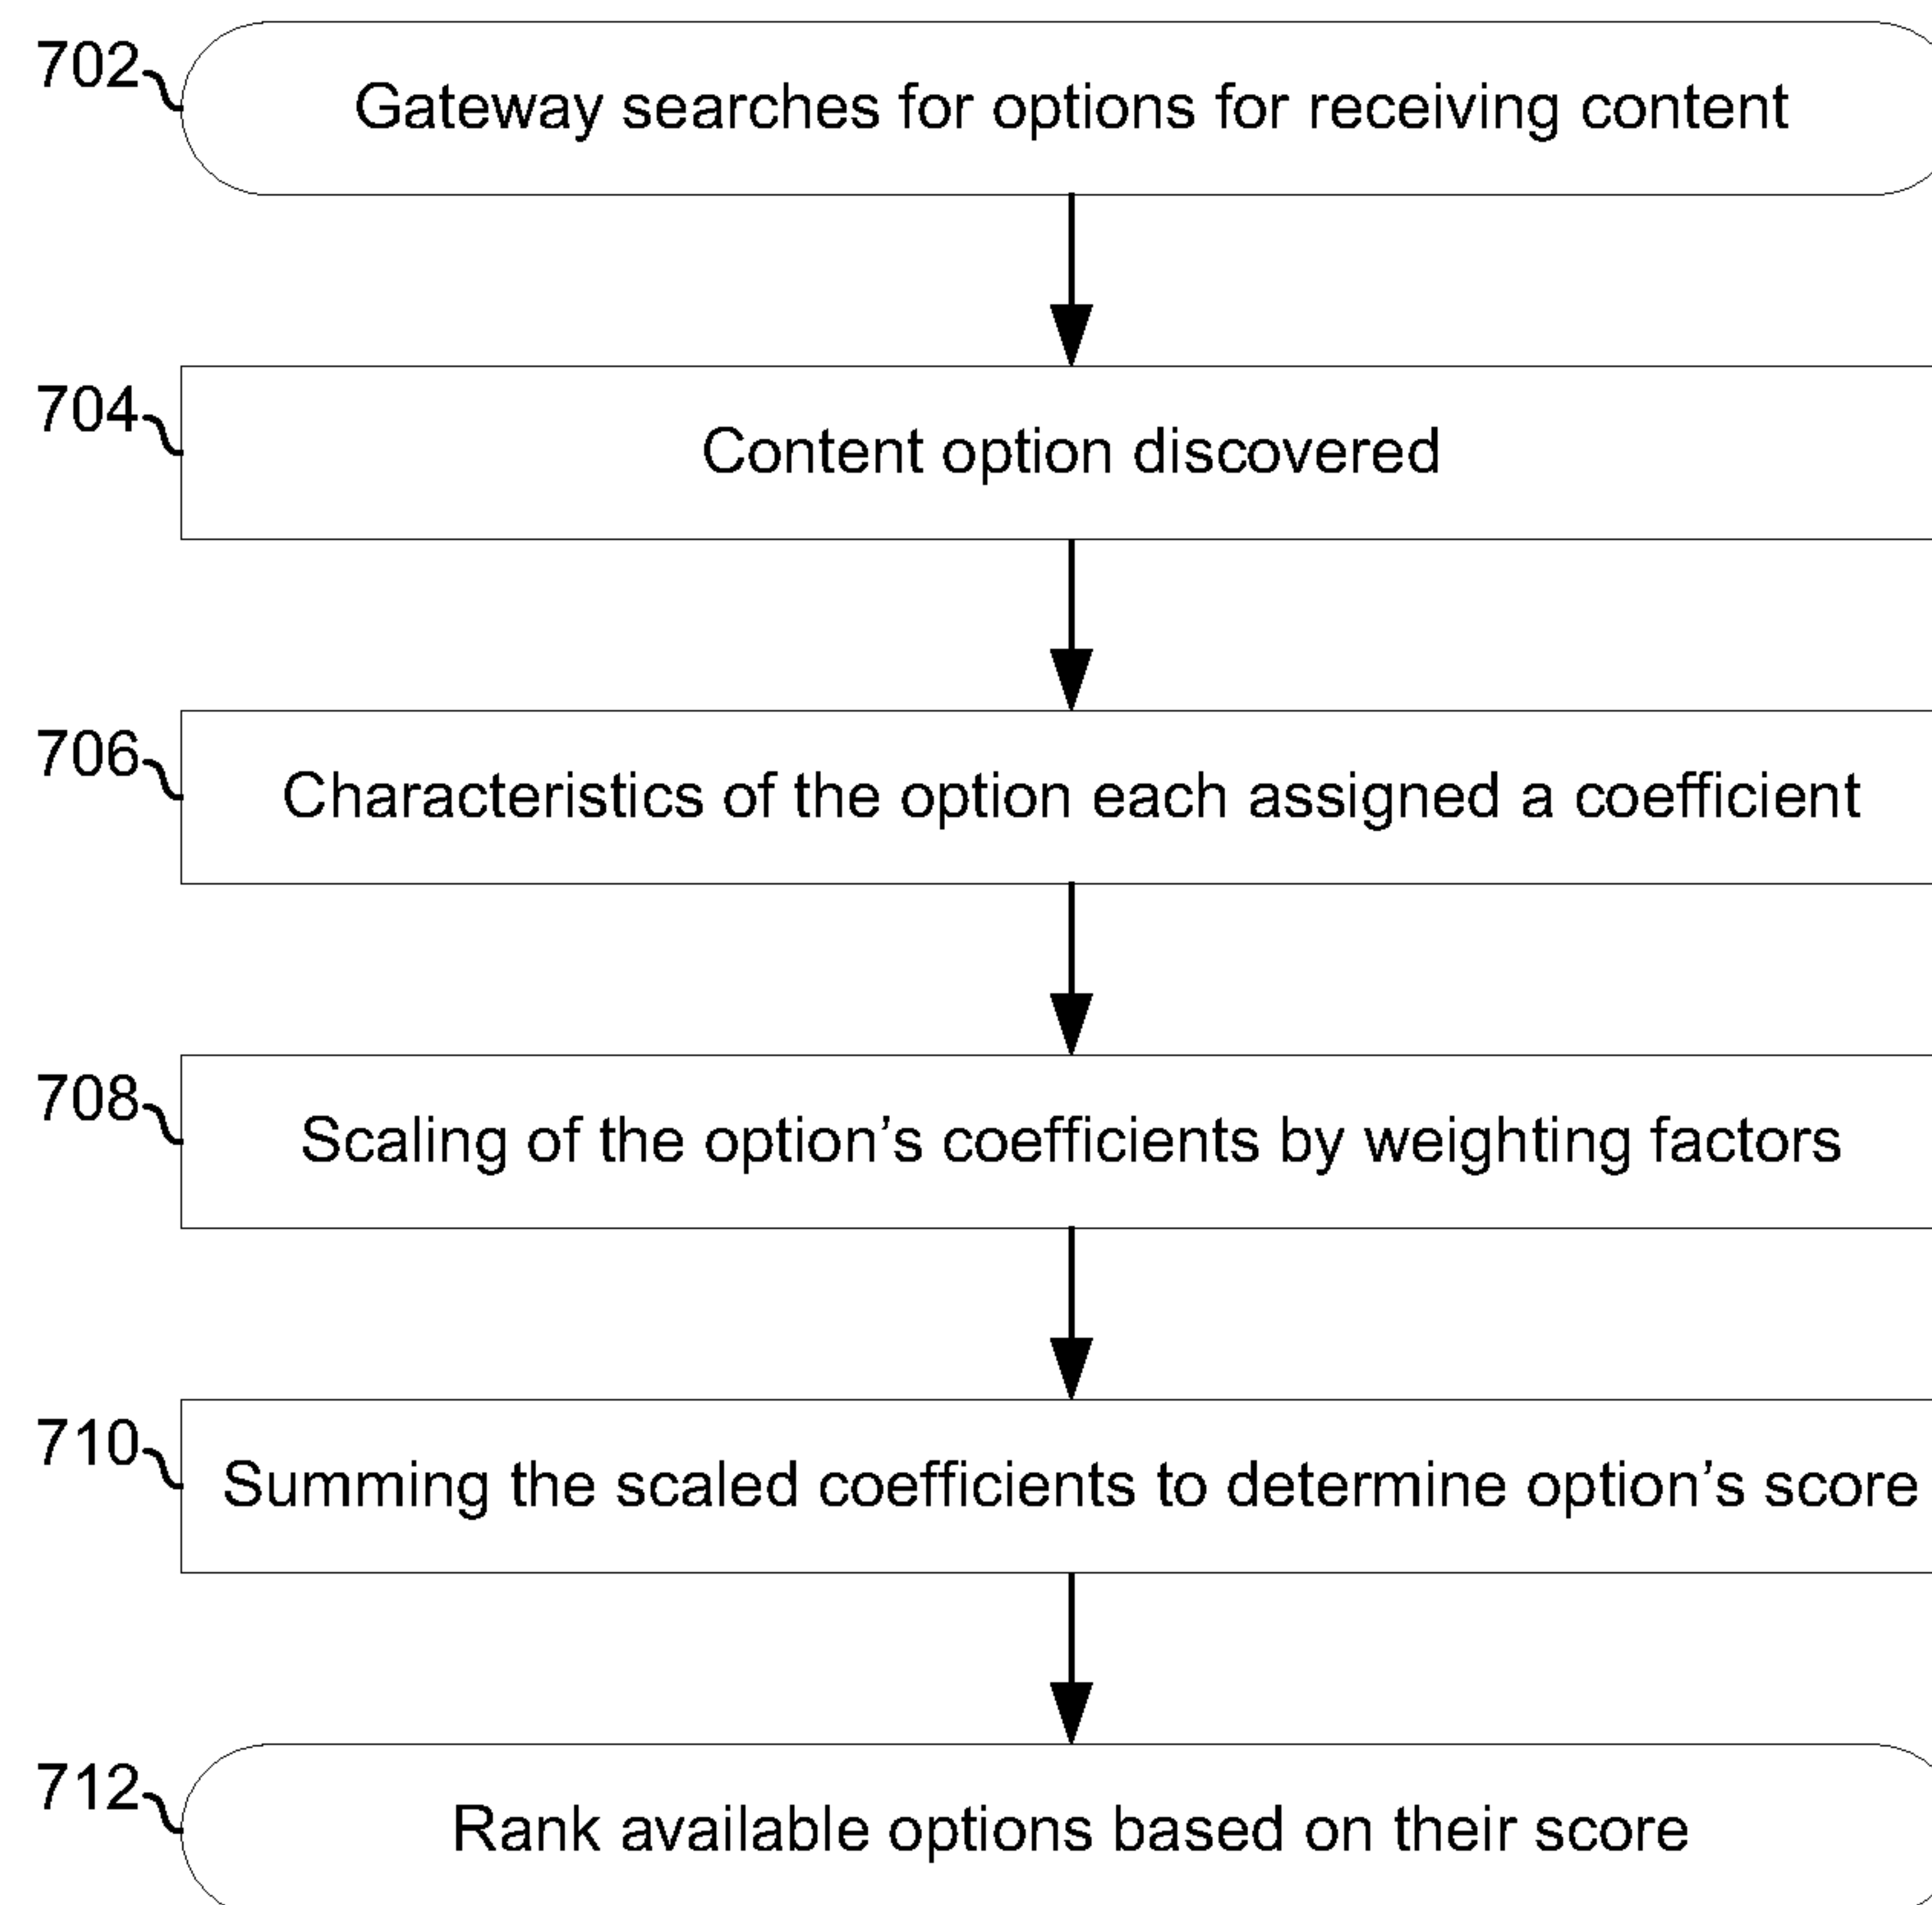 702
Gateway searches for options for receiving content
704
Content option discovered
706
Characteristics of the option each assigned a coefficient
708
Scaling of the option’s coefficients by weighting factors
710
Summing the scaled coefficients to determine option’s score
712
Rank available options based on their score